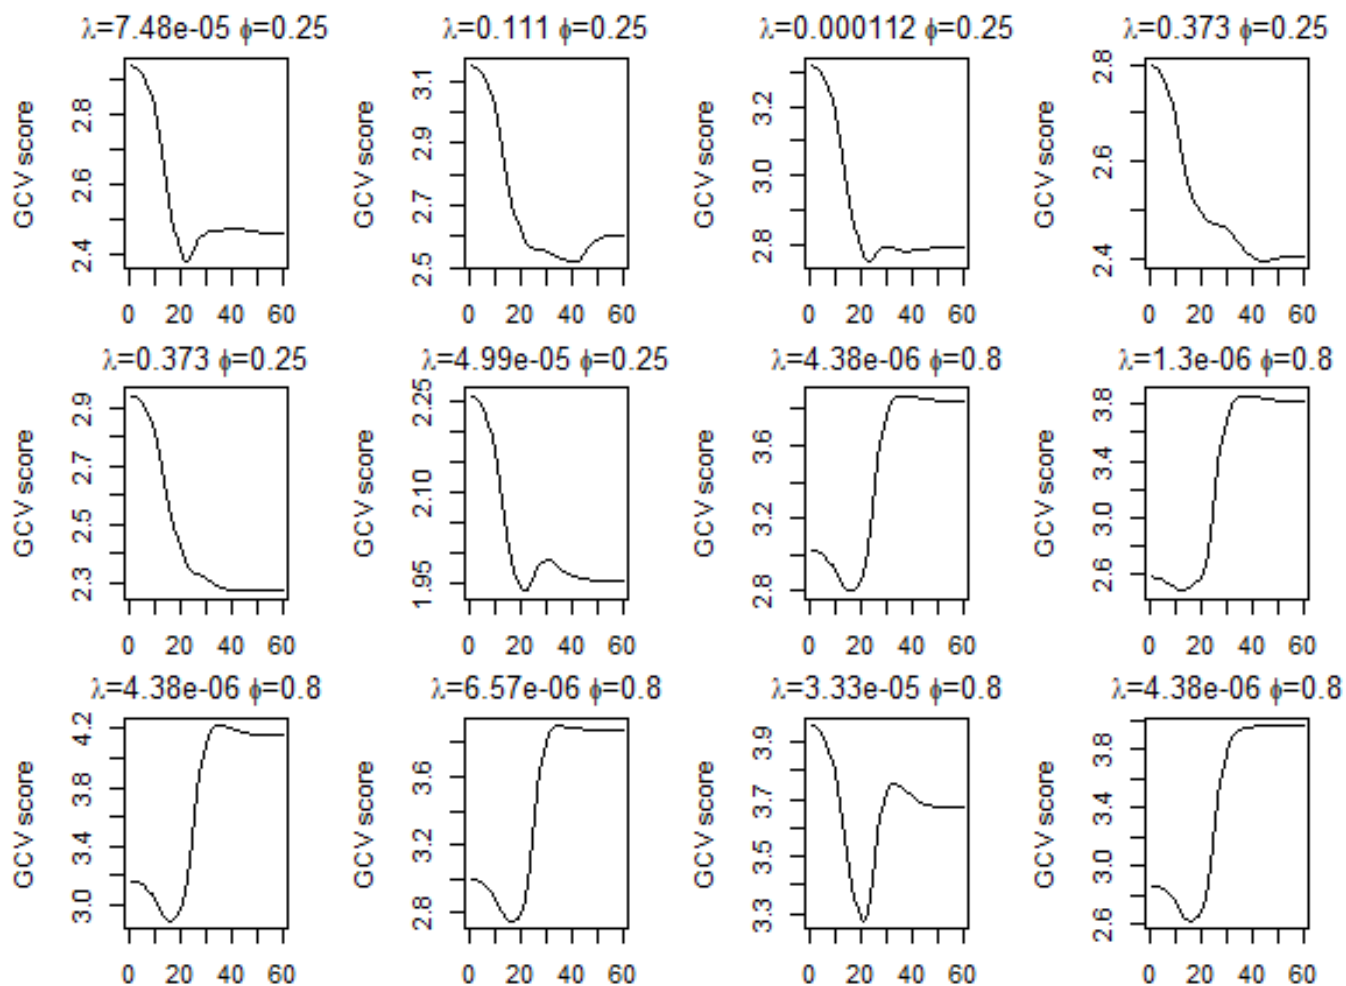 λ=7.48e-05 ϕ=0.25
GCV score
2.4 2.6 2.8
0 20 40 60
λ=0.111 ϕ=0.25
GCV score
2.5 2.7 2.9 3.1
0 20 40 60
λ=0.000112 ϕ=0.25
GCV score
2.8 3.0 3.2
0 20 40 60
λ=0.373 ϕ=0.25
GCV score
2.4 2.6 2.8
0 20 40 60
λ=0.373 ϕ=0.25
GCV score
2.3 2.5 2.7 2.9
0 20 40 60
λ=4.99e-05 ϕ=0.25
GCV score
1.95 2.10 2.25
0 20 40 60
λ=4.38e-06 ϕ=0.8
GCV score
2.8 3.2 3.6
0 20 40 60
λ=1.3e-06 ϕ=0.8
GCV score
2.6 3.0 3.4 3.8
0 20 40 60
λ=4.38e-06 ϕ=0.8
GCV score
3.0 3.4 3.8 4.2
0 20 40 60
λ=6.57e-06 ϕ=0.8
GCV score
2.8 3.2 3.6
0 20 40 60
λ=3.33e-05 ϕ=0.8
GCV score
3.3 3.5 3.7 3.9
0 20 40 60
λ=4.38e-06 ϕ=0.8
GCV score
2.6 3.0 3.4 3.8
0 20 40 60